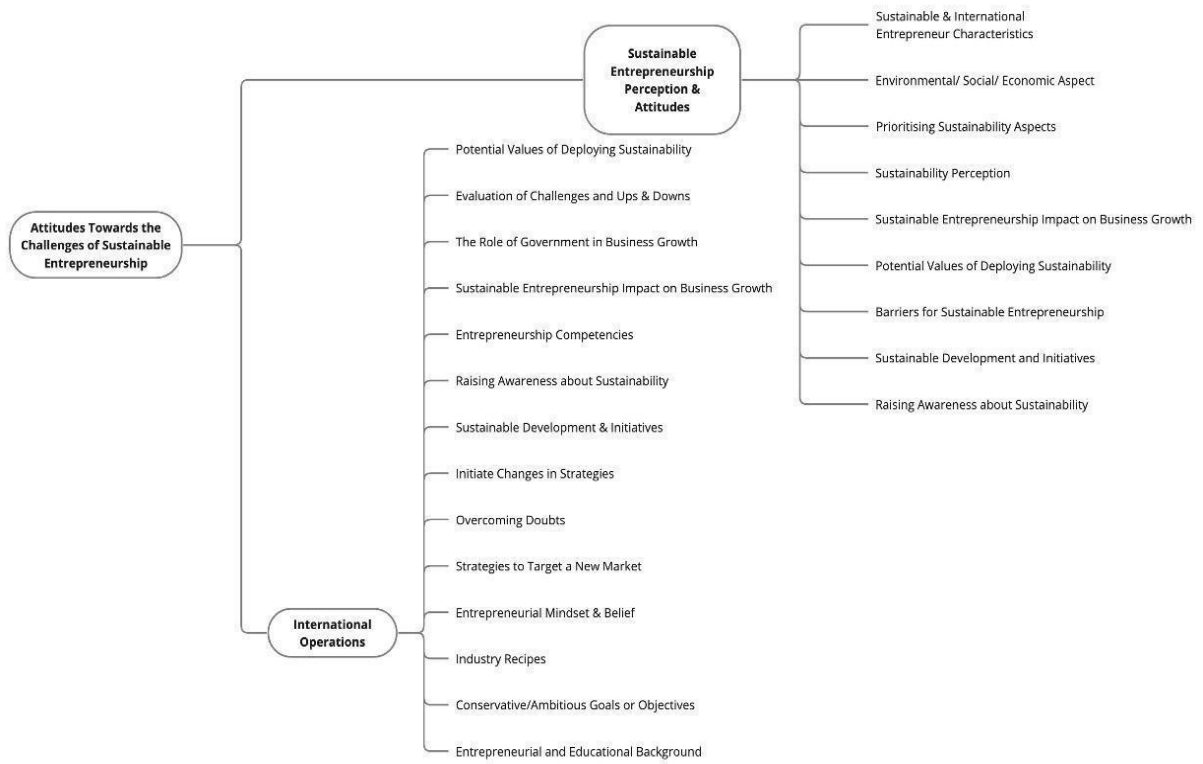 Sustainable
Entrepreneurship
Perception &
Attitudes
Sustainable & International
Entrepreneur Characteristics
Environmental/ Social/ Economic Aspect
Prioritising Sustainability Aspects
Sustainability Perception
Sustainable Entrepreneurship Impact on Business Growth
Potential Values of Deploying Sustainability
Barriers for Sustainable Entrepreneurship
Sustainable Development and Initiatives
Raising Awareness about Sustainability
Attitudes Towards the
Challenges of Sustainable
Entrepreneurship
International
Operations
Potential Values of Deploying Sustainability
Evaluation of Challenges and Ups & Downs
The Role of Government in Business Growth
Sustainable Entrepreneurship Impact on Business Growth
Entrepreneurship Competencies
Raising Awareness about Sustainability
Sustainable Development & Initiatives
Initiate Changes in Strategies
Overcoming Doubts
Strategies to Target a New Market
Entrepreneurial Mindset & Belief
Industry Recipes
Conservative/Ambitious Goals or Objectives
Entrepreneurial and Educational Background